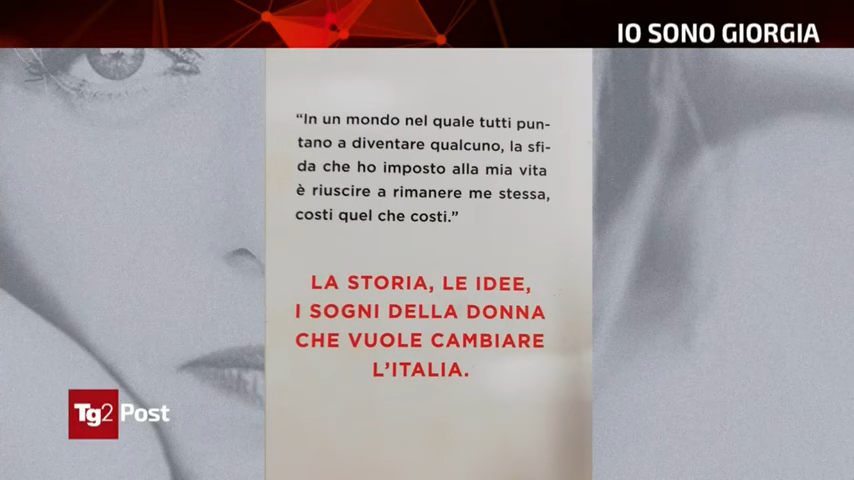 IO SONO GIORGIA
“In un mondo nel quale tutti pun-
tano a diventare qualcuno, la sfi-
da che ho imposto alla mia vita
è riuscire a rimanere me stessa,
costi quel che costi.”
LA STORIA, LE IDEE,
I SOGNI DELLA DONNA
CHE VUOLE CAMBIARE
L’ITALIA.
Tg2 Post